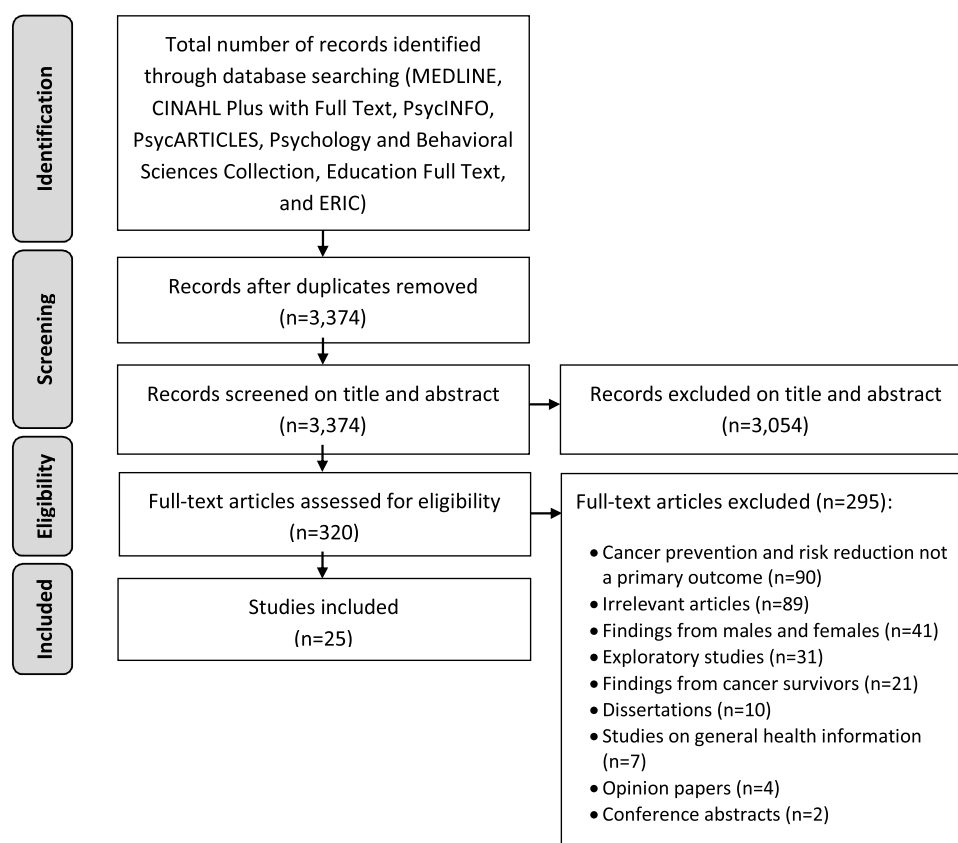 Identification
Total number of records identified
through database searching (MEDLINE,
CINAHL Plus with Full Text, PsycINFO,
PsycARTICLES, Psychology and Behavioral
Sciences Collection, Education Full Text,
and ERIC)
Screening
Records after duplicates removed
(n=3,374)
Records screened on title and abstract
(n=3,374)
Records excluded on title and abstract
(n=3,054)
Eligibility
Full-text articles assessed for eligibility
(n=320)
Full-text articles excluded (n=295):
• Cancer prevention and risk reduction not
a primary outcome (n=90)
• Irrelevant articles (n=89)
• Findings from males and females (n=41)
• Exploratory studies (n=31)
• Findings from cancer survivors (n=21)
• Dissertations (n=10)
• Studies on general health information
(n=7)
• Opinion papers (n=4)
• Conference abstracts (n=2)
Included
Studies included
(n=25)